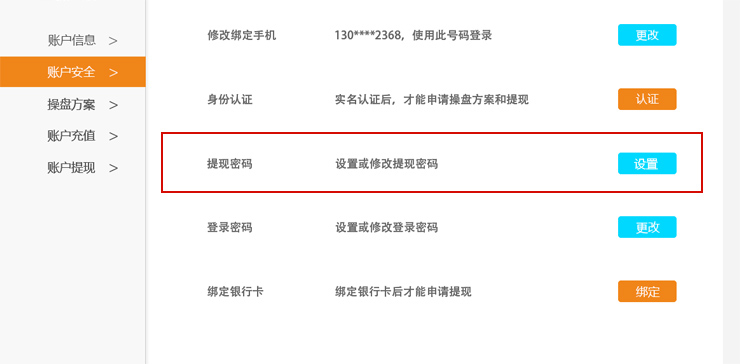 账户信息 >
账户安全 >
操盘方案 >
账户充值 >
账户提现 >
修改绑定手机 130****2368，使用此号码登录 更改
身份认证 实名认证后，才能申请操盘方案和提现 认证
提现密码 设置或修改提现密码 设置
登录密码 设置或修改登录密码 更改
绑定银行卡 绑定银行卡后才能申请提现 绑定